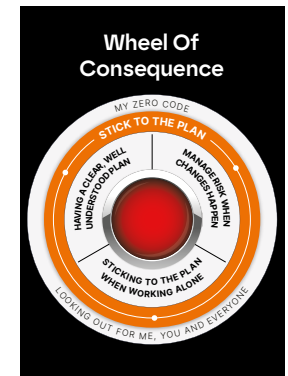 Wheel Of
Consequence
MY ZERO CODE
STICK TO THE PLAN
HAVING A CLEAR, WELL
UNDERSTOOD PLAN
MANAGE RISK WHEN
CHANGES HAPPEN
STICKING TO THE PLAN
WHEN WORKING ALONE
LOOKING OUT FOR ME, YOU AND EVERYONE